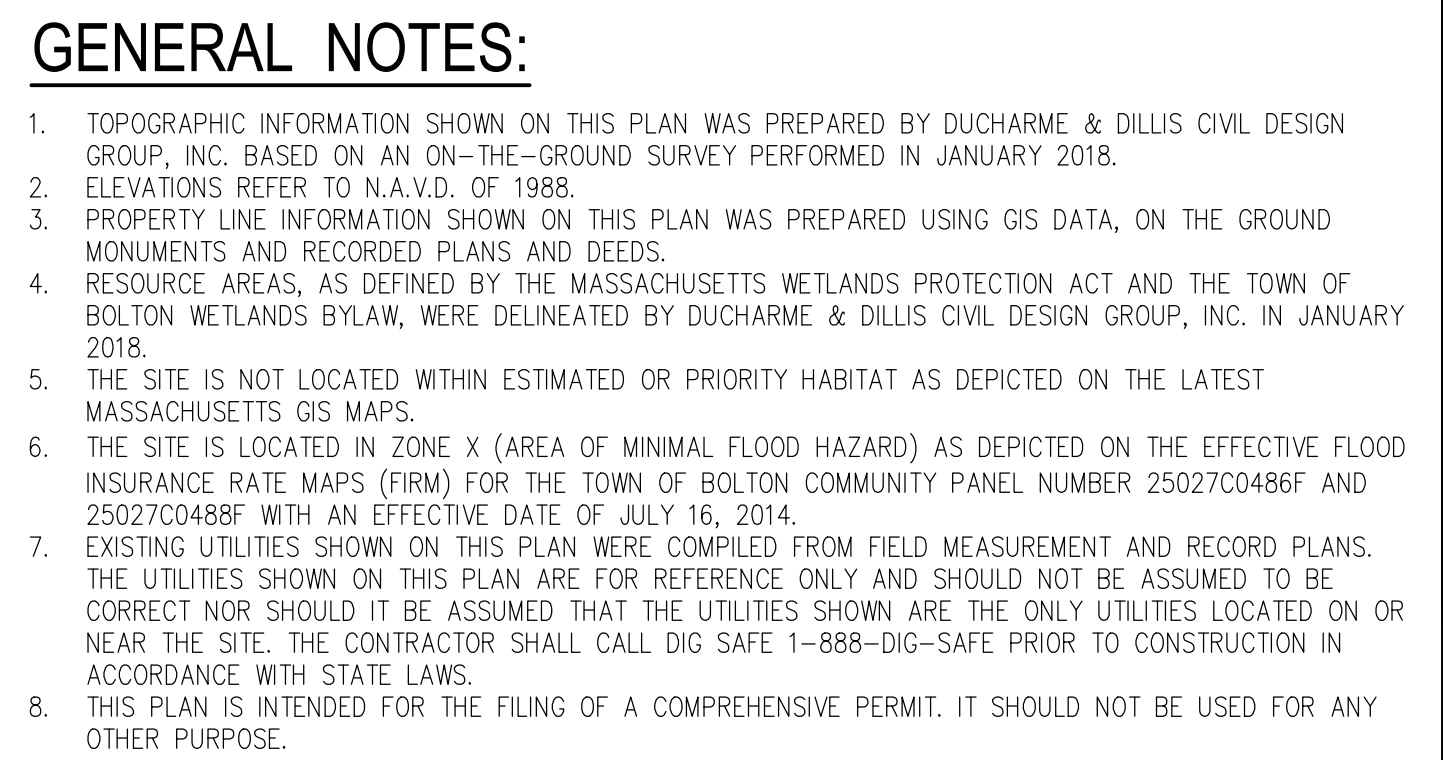 GENERAL NOTES:
1. TOPOGRAPHIC INFORMATION SHOWN ON THIS PLAN WAS PREPARED BY DUCHARME & DILLIS CIVIL DESIGN
GROUP, INC. BASED ON AN ON-THE-GROUND SURVEY PERFORMED IN JANUARY 2018.
2. ELEVATIONS REFER TO N.A.V.D. OF 1988.
3. PROPERTY LINE INFORMATION SHOWN ON THIS PLAN WAS PREPARED USING GIS DATA, ON THE GROUND
MONUMENTS AND RECORDED PLANS AND DEEDS.
4. RESOURCE AREAS, AS DEFINED BY THE MASSACHUSETTS WETLANDS PROTECTION ACT AND THE TOWN OF
BOLTON WETLANDS BYLAW, WERE DELINEATED BY DUCHARME & DILLIS CIVIL DESIGN GROUP, INC. IN JANUARY
2018.
5. THE SITE IS NOT LOCATED WITHIN ESTIMATED OR PRIORITY HABITAT AS DEPICTED ON THE LATEST
MASSACHUSETTS GIS MAPS.
6. THE SITE IS LOCATED IN ZONE X (AREA OF MINIMAL FLOOD HAZARD) AS DEPICTED ON THE EFFECTIVE FLOOD
INSURANCE RATE MAPS (FIRM) FOR THE TOWN OF BOLTON COMMUNITY PANEL NUMBER 25027C0486F AND
25027C0488F WITH AN EFFECTIVE DATE OF JULY 16, 2014.
7. EXISTING UTILITIES SHOWN ON THIS PLAN WERE COMPILED FROM FIELD MEASUREMENT AND RECORD PLANS.
THE UTILITIES SHOWN ON THIS PLAN ARE FOR REFERENCE ONLY AND SHOULD NOT BE ASSUMED TO BE
CORRECT NOR SHOULD IT BE ASSUMED THAT THE UTILITIES SHOWN ARE THE ONLY UTILITIES LOCATED ON OR
NEAR THE SITE. THE CONTRACTOR SHALL CALL DIG SAFE 1-888-DIG-SAFE PRIOR TO CONSTRUCTION IN
ACCORDANCE WITH STATE LAWS.
8. THIS PLAN IS INTENDED FOR THE FILING OF A COMPREHENSIVE PERMIT. IT SHOULD NOT BE USED FOR ANY
OTHER PURPOSE.